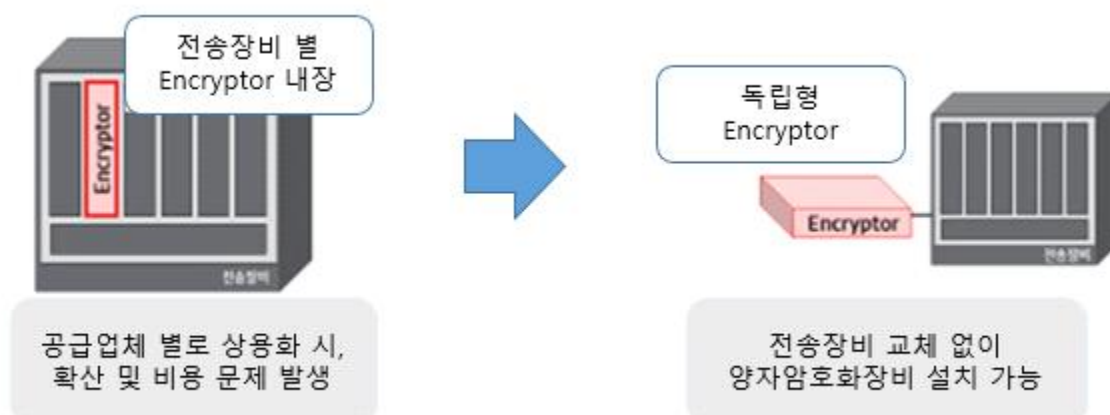 전송장비 별
Encryptor 내장
Encryptor
전송장비
공급업체 별로 상용화 시,
확산 및 비용 문제 발생
독립형
Encryptor
Encryptor
전송장비
전송장비 교체 없이
양자암호화장비 설치 가능